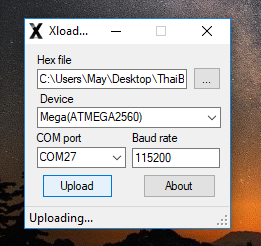 Xload...
Hex file
C:\Users\May\Desktop\ThaiB
...
Device
Mega(ATMEGA2560)
COM port Baud rate
COM27 115200
Upload About
Uploading...